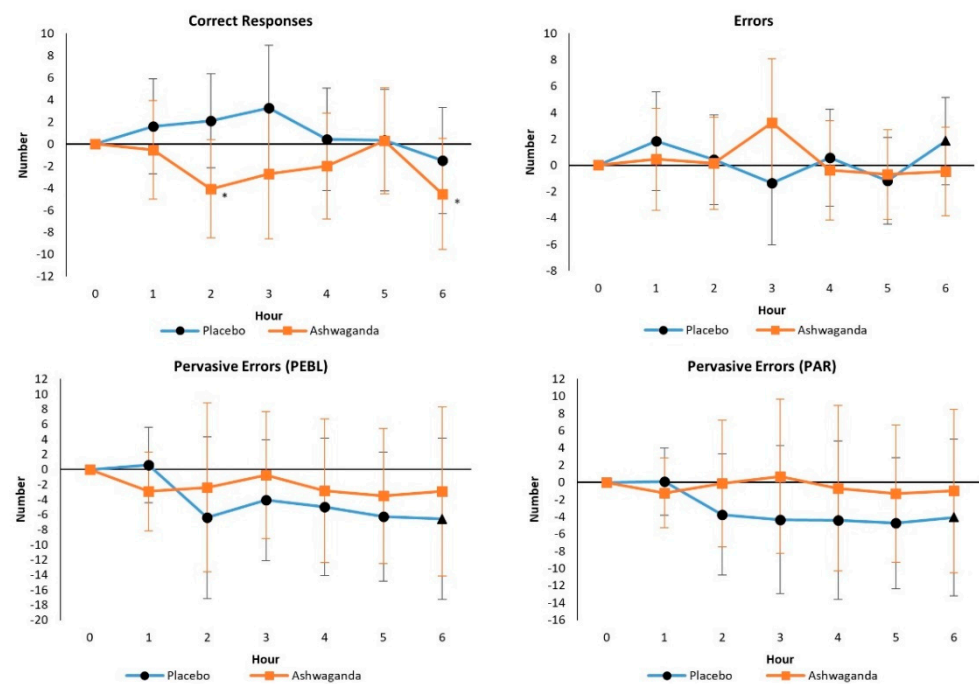 Correct Responses
10
8
6
4
2
0
-2
-4
-6
-8
-10
-12
Number
*
*
0 1 2 3 4 5 6
Hour
Placebo Ashwaganda
Errors
10
8
6
4
2
0
-2
-4
-6
-8
Number
0 1 2 3 4 5 6
Hour
Placebo Ashwaganda
Pervasive Errors (PEBL)
12
10
8
6
4
2
0
-2
-4
-6
-8
-10
-12
-14
-16
-18
-20
Number
0 1 2 3 4 5 6
Hour
Placebo Ashwaganda
Pervasive Errors (PAR)
12
10
8
6
4
2
0
-2
-4
-6
-8
-10
-12
-14
-16
Number
0 1 2 3 4 5 6
Hour
Placebo Ashwaganda